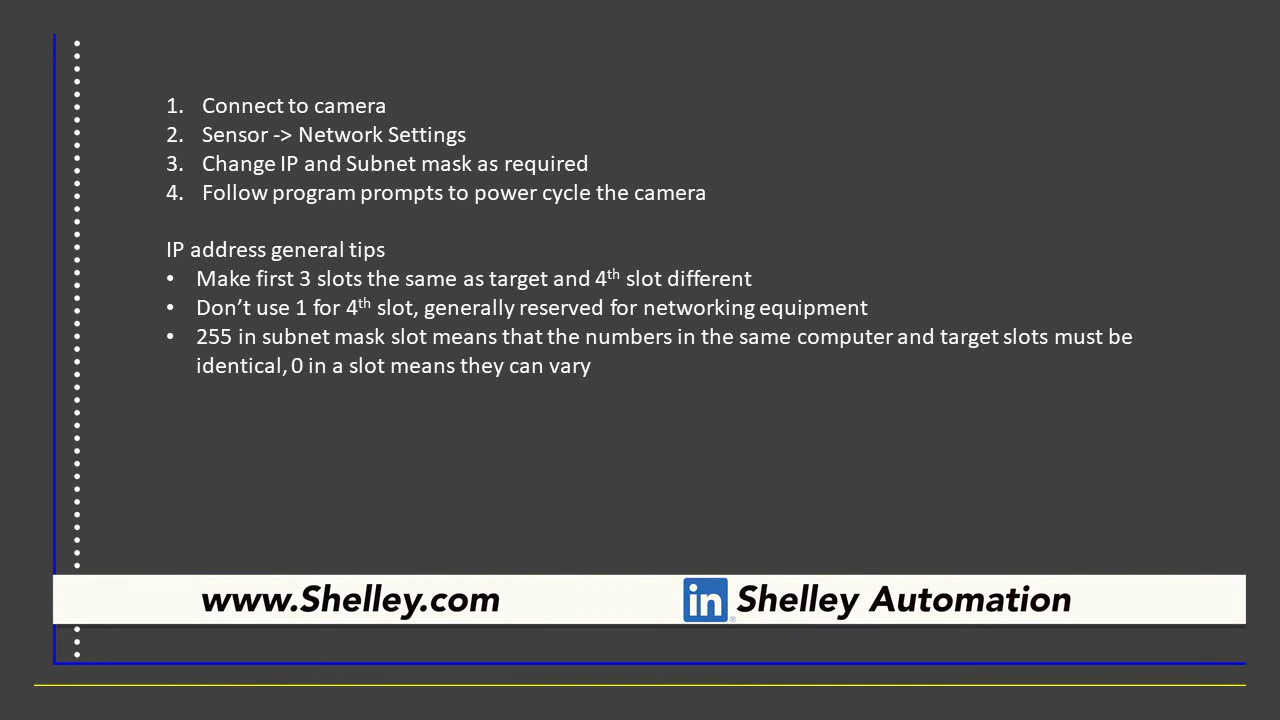 1. Connect to camera
2. Sensor -> Network Settings
3. Change IP and Subnet mask as required
4. Follow program prompts to power cycle the camera
IP address general tips
• Make first 3 slots the same as target and 4th slot different
• Don’t use 1 for 4th slot, generally reserved for networking equipment
• 255 in subnet mask slot means that the numbers in the same computer and target slots must be
identical, 0 in a slot means they can vary
www.Shelley.com
in Shelley Automation